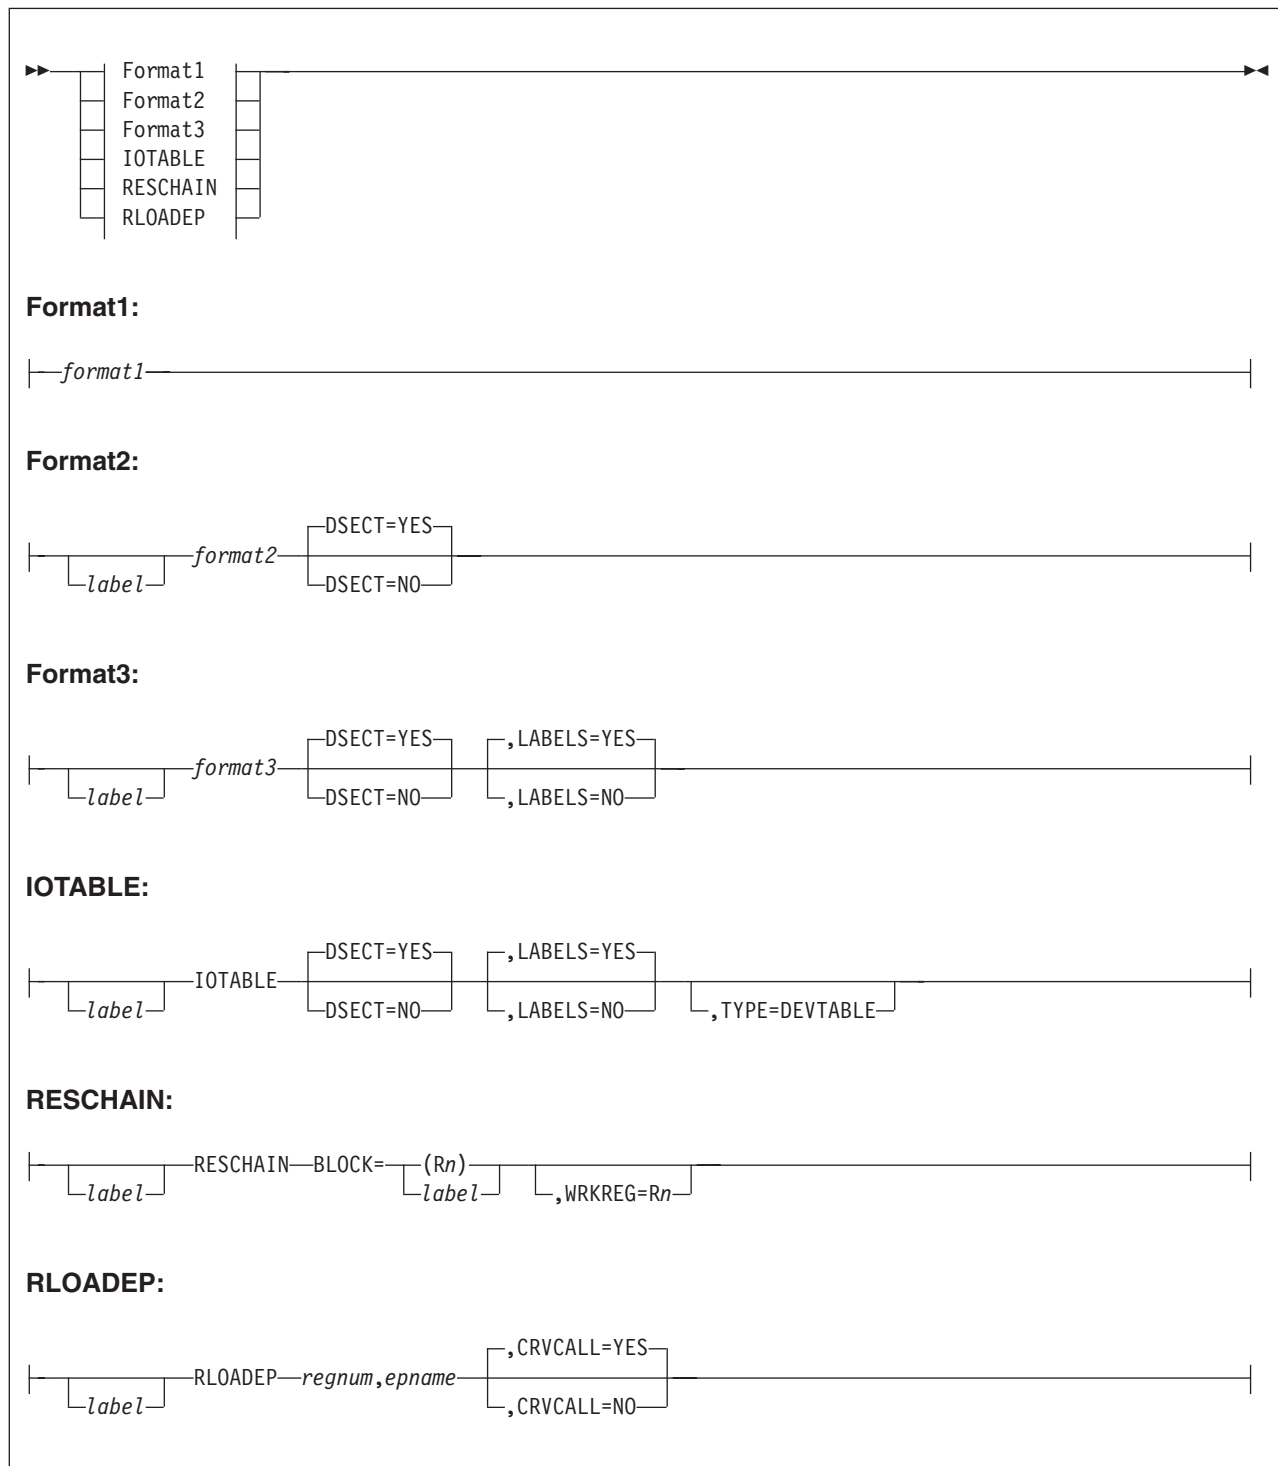 Format1
Format2
Format3
IOTABLE
RESCHAIN
RLOADEP
Format1:
format1
Format2:
DSECT=YES
label format2 DSECT=NO
Format3:
DSECT=YES ,LABELS=YES
label format3 DSECT=NO ,LABELS=NO
IOTABLE:
DSECT=YES ,LABELS=YES
IOTABLE
label DSECT=NO ,LABELS=NO ,TYPE=DEVTABLE
RESCHAIN:
RESCHAIN BLOCK= (Rn)
label label ,WRKREG=Rn
RLOADEP:
,CRVCALL=YES
RLOADEP regnum,epname
label ,CRVCALL=NO